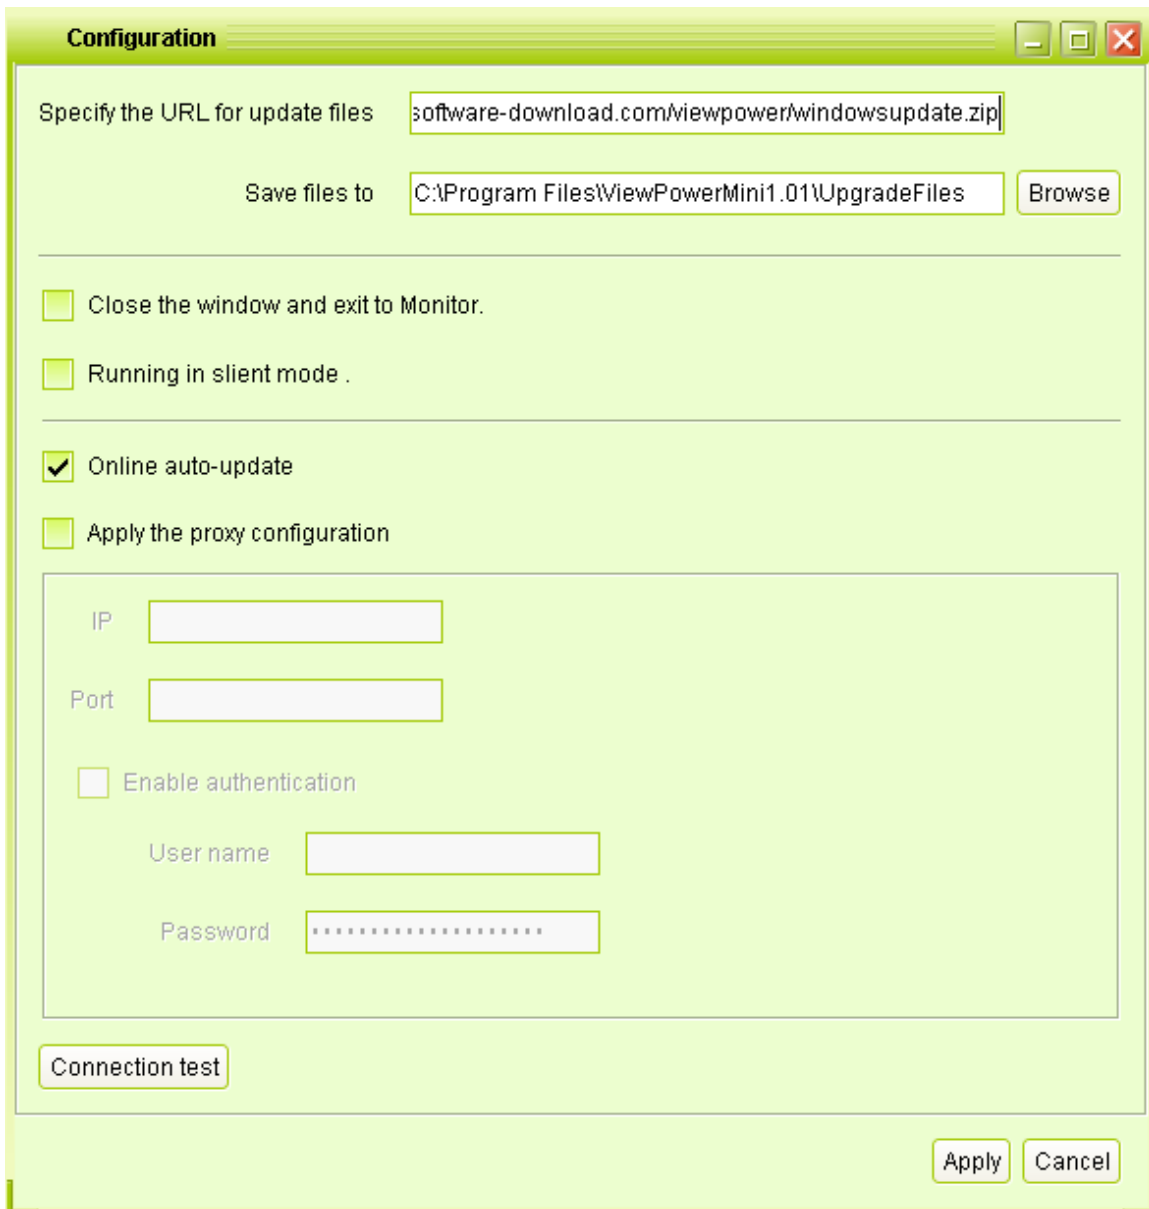 Configuration
Specify the URL for update files software-download.com/viewpower/windowsupdate.zip
Save files to C:\Program Files\ViewPowerMini1.01\UpgradeFiles Browse
Close the window and exit to Monitor.
Running in slient mode .
Online auto-update
Apply the proxy configuration
IP
Port
Enable authentication
User name
Password
Connection test
Apply Cancel